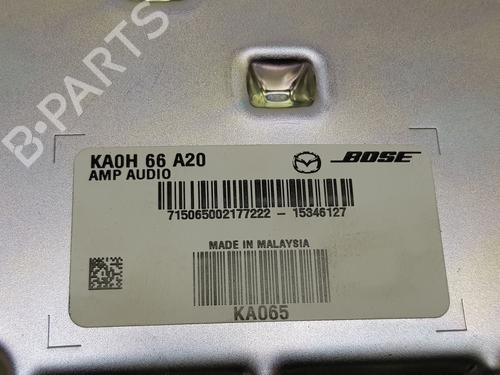 B-PARTS
KA0H 66 A20
AMP AUDIO
BOSE
715065002177222 - 15346127
MADE IN MALAYSIA
KA065